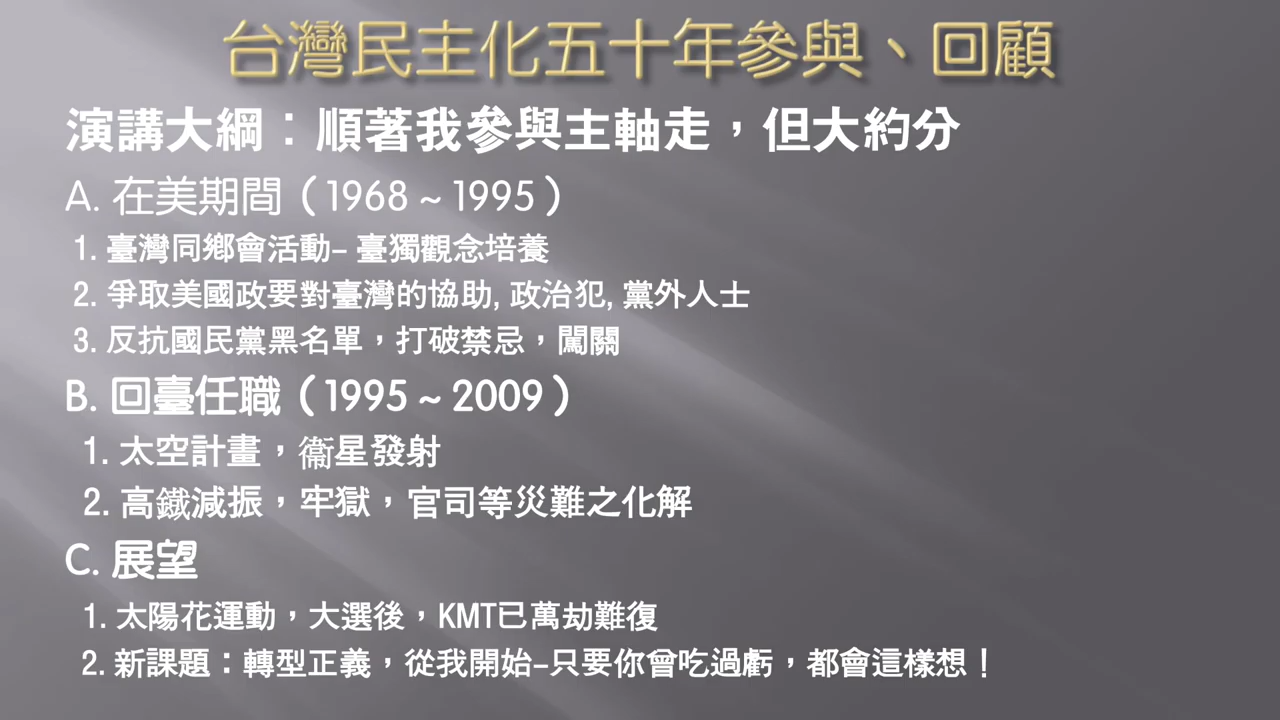 台灣民主化五十年參與、回顧
演講大綱：順著我參與主軸走，但大約分
A. 在美期間（1968 ~ 1995）
1. 臺灣同鄉會活動– 臺獨觀念培養
2. 爭取美國政要對臺灣的協助, 政治犯, 黨外人士
3. 反抗國民黨黑名單，打破禁忌，闖關
B. 回臺任職（1995 ~ 2009）
1. 太空計畫，衞星發射
2. 高鐵減振，牢獄，官司等災難之化解
C. 展望
1. 太陽花運動，大選後，KMT已萬劫難復
2. 新課題：轉型正義，從我開始–只要你曾吃過虧，都會這樣想！